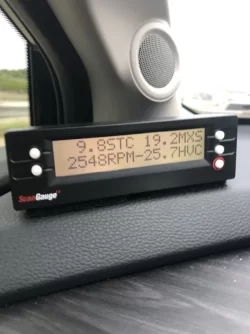 9.8STC 19.2MXS
2548RPM-25.7HVC
ScanGauge